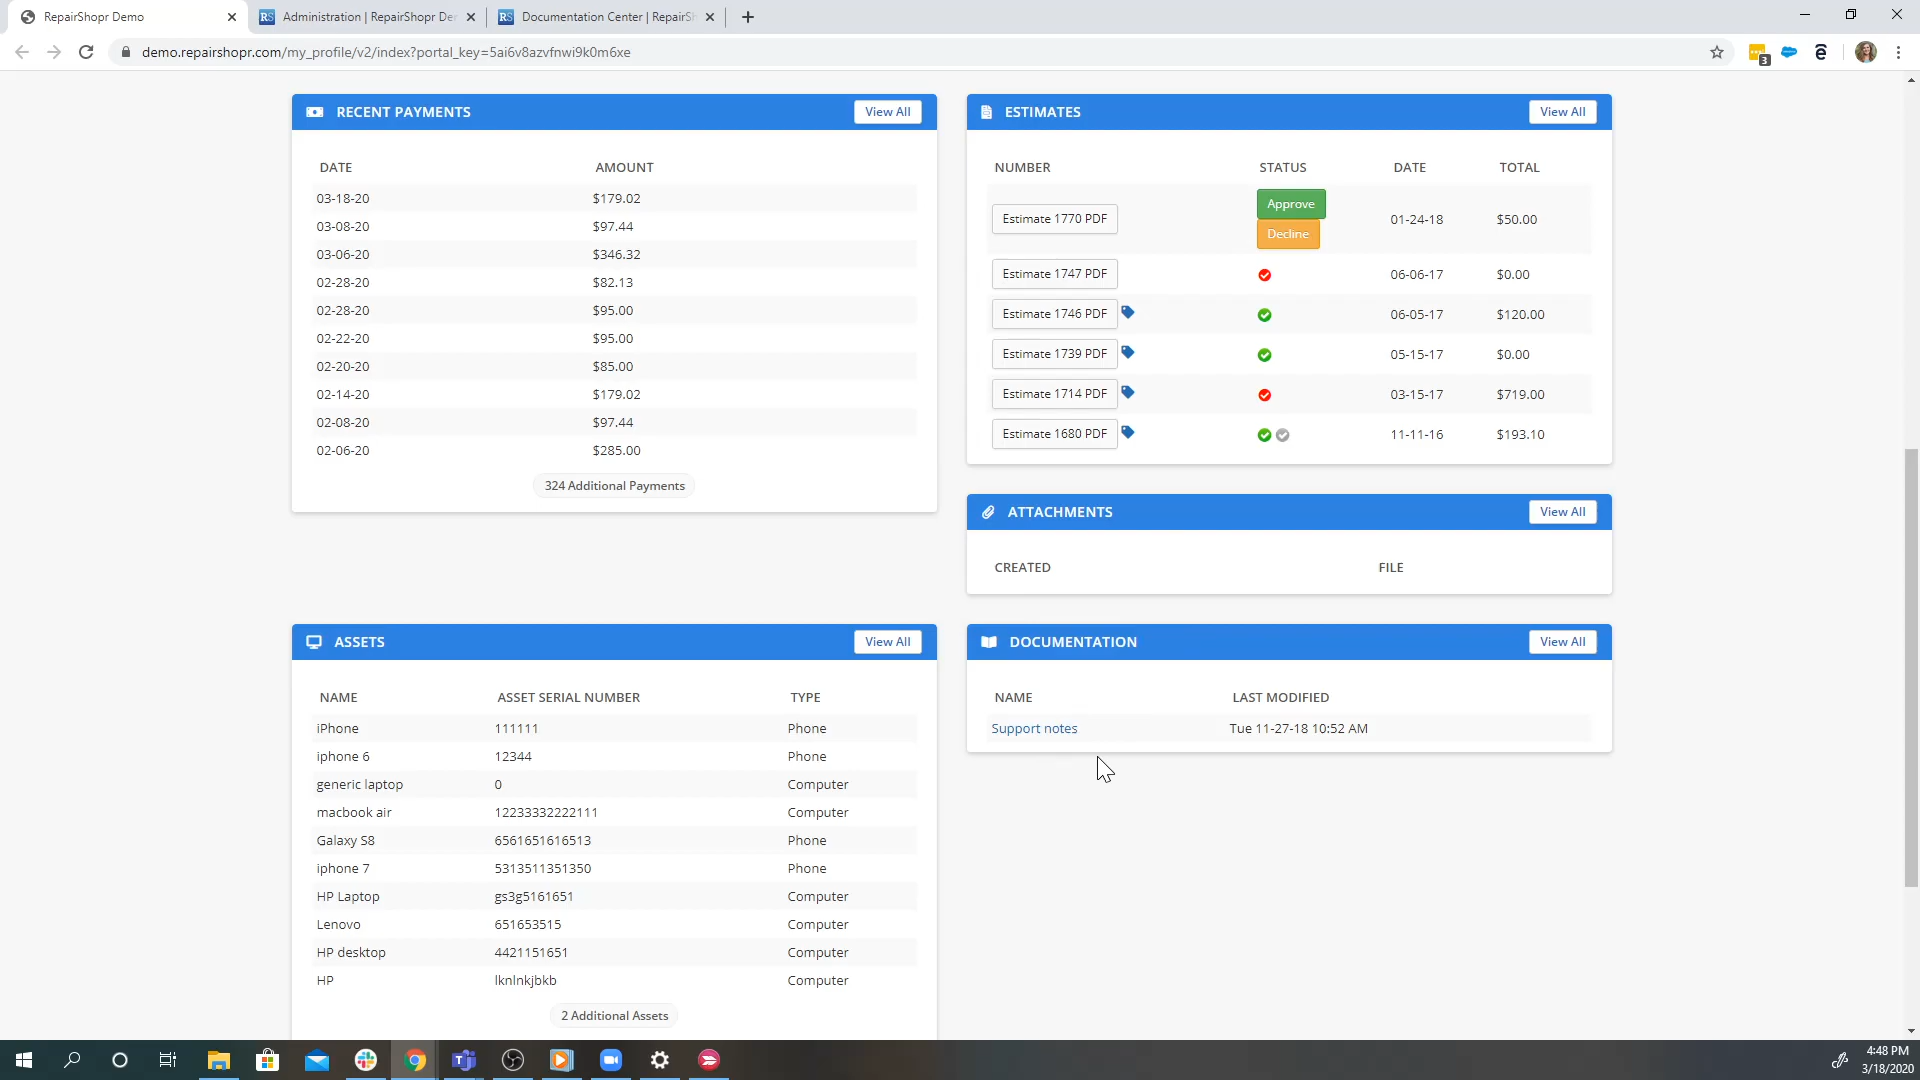 RepairShopr Demo
Administration | RepairShopr Der
Documentation Center | RepairSh
demo.repairshopr.com/my_profile/v2/index?portal_key=5ai6v8azvfnwi9k0m6xe
3
RECENT PAYMENTS View All
DATE AMOUNT
03-18-20 $179.02
03-08-20 $97.44
03-06-20 $346.32
02-28-20 $82.13
02-28-20 $95.00
02-22-20 $95.00
02-20-20 $85.00
02-14-20 $179.02
02-08-20 $97.44
02-06-20 $285.00
324 Additional Payments
ESTIMATES View All
NUMBER STATUS DATE TOTAL
Estimate 1770 PDF Approve Decline 01-24-18 $50.00
Estimate 1747 PDF 06-06-17 $0.00
Estimate 1746 PDF 06-05-17 $120.00
Estimate 1739 PDF 05-15-17 $0.00
Estimate 1714 PDF 03-15-17 $719.00
Estimate 1680 PDF 11-11-16 $193.10
ATTACHMENTS View All
CREATED FILE
ASSETS View All
NAME ASSET SERIAL NUMBER TYPE
iPhone 111111 Phone
iphone 6 12344 Phone
generic laptop 0 Computer
macbook air 12233332222111 Computer
Galaxy S8 6561651616513 Phone
iphone 7 5313511351350 Phone
HP Laptop gs3g5161651 Computer
Lenovo 651653515 Computer
HP desktop 4421151651 Computer
HP lknlnkjbkb Computer
2 Additional Assets
DOCUMENTATION View All
NAME LAST MODIFIED
Support notes Tue 11-27-18 10:52 AM
4:48 PM
3/18/2020